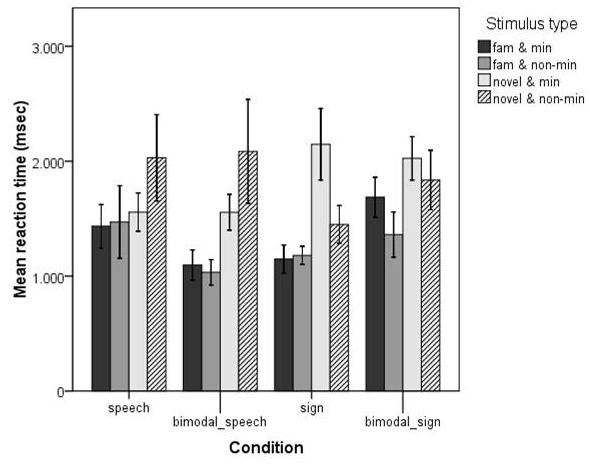 Stimulus type
fam & min
fam & non-min
novel & min
novel & non-min
Mean reaction time (msec)
3.000
2.000
1.000
0
speech
bimodal_speech
sign
bimodal_sign
Condition